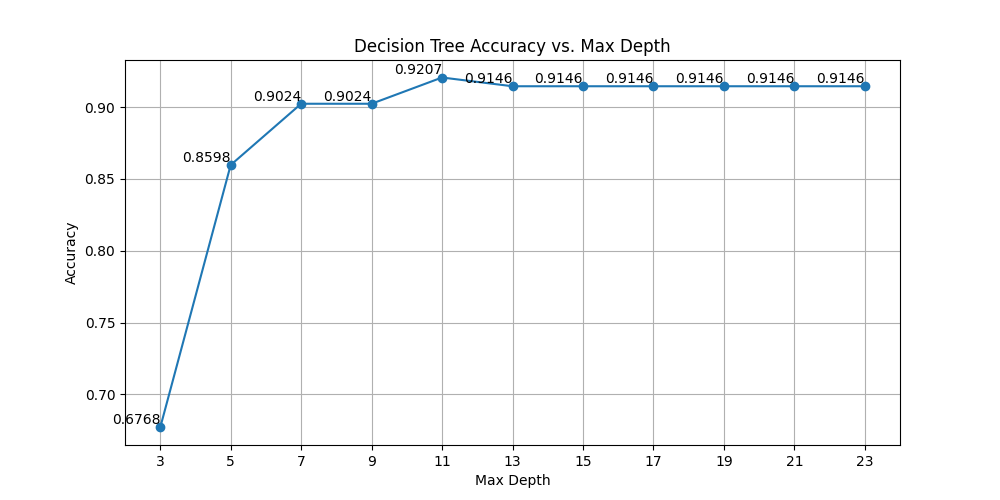 Decision Tree Accuracy vs. Max Depth
0.9207
0.9146 0.9146 0.9146 0.9146 0.9146 0.9146
0.9024 0.9024
0.90
0.8598
0.85
0.80
Accuracy
0.75
0.70
0.6768
3 5 7 9 11 13 15 17 19 21 23
Max Depth